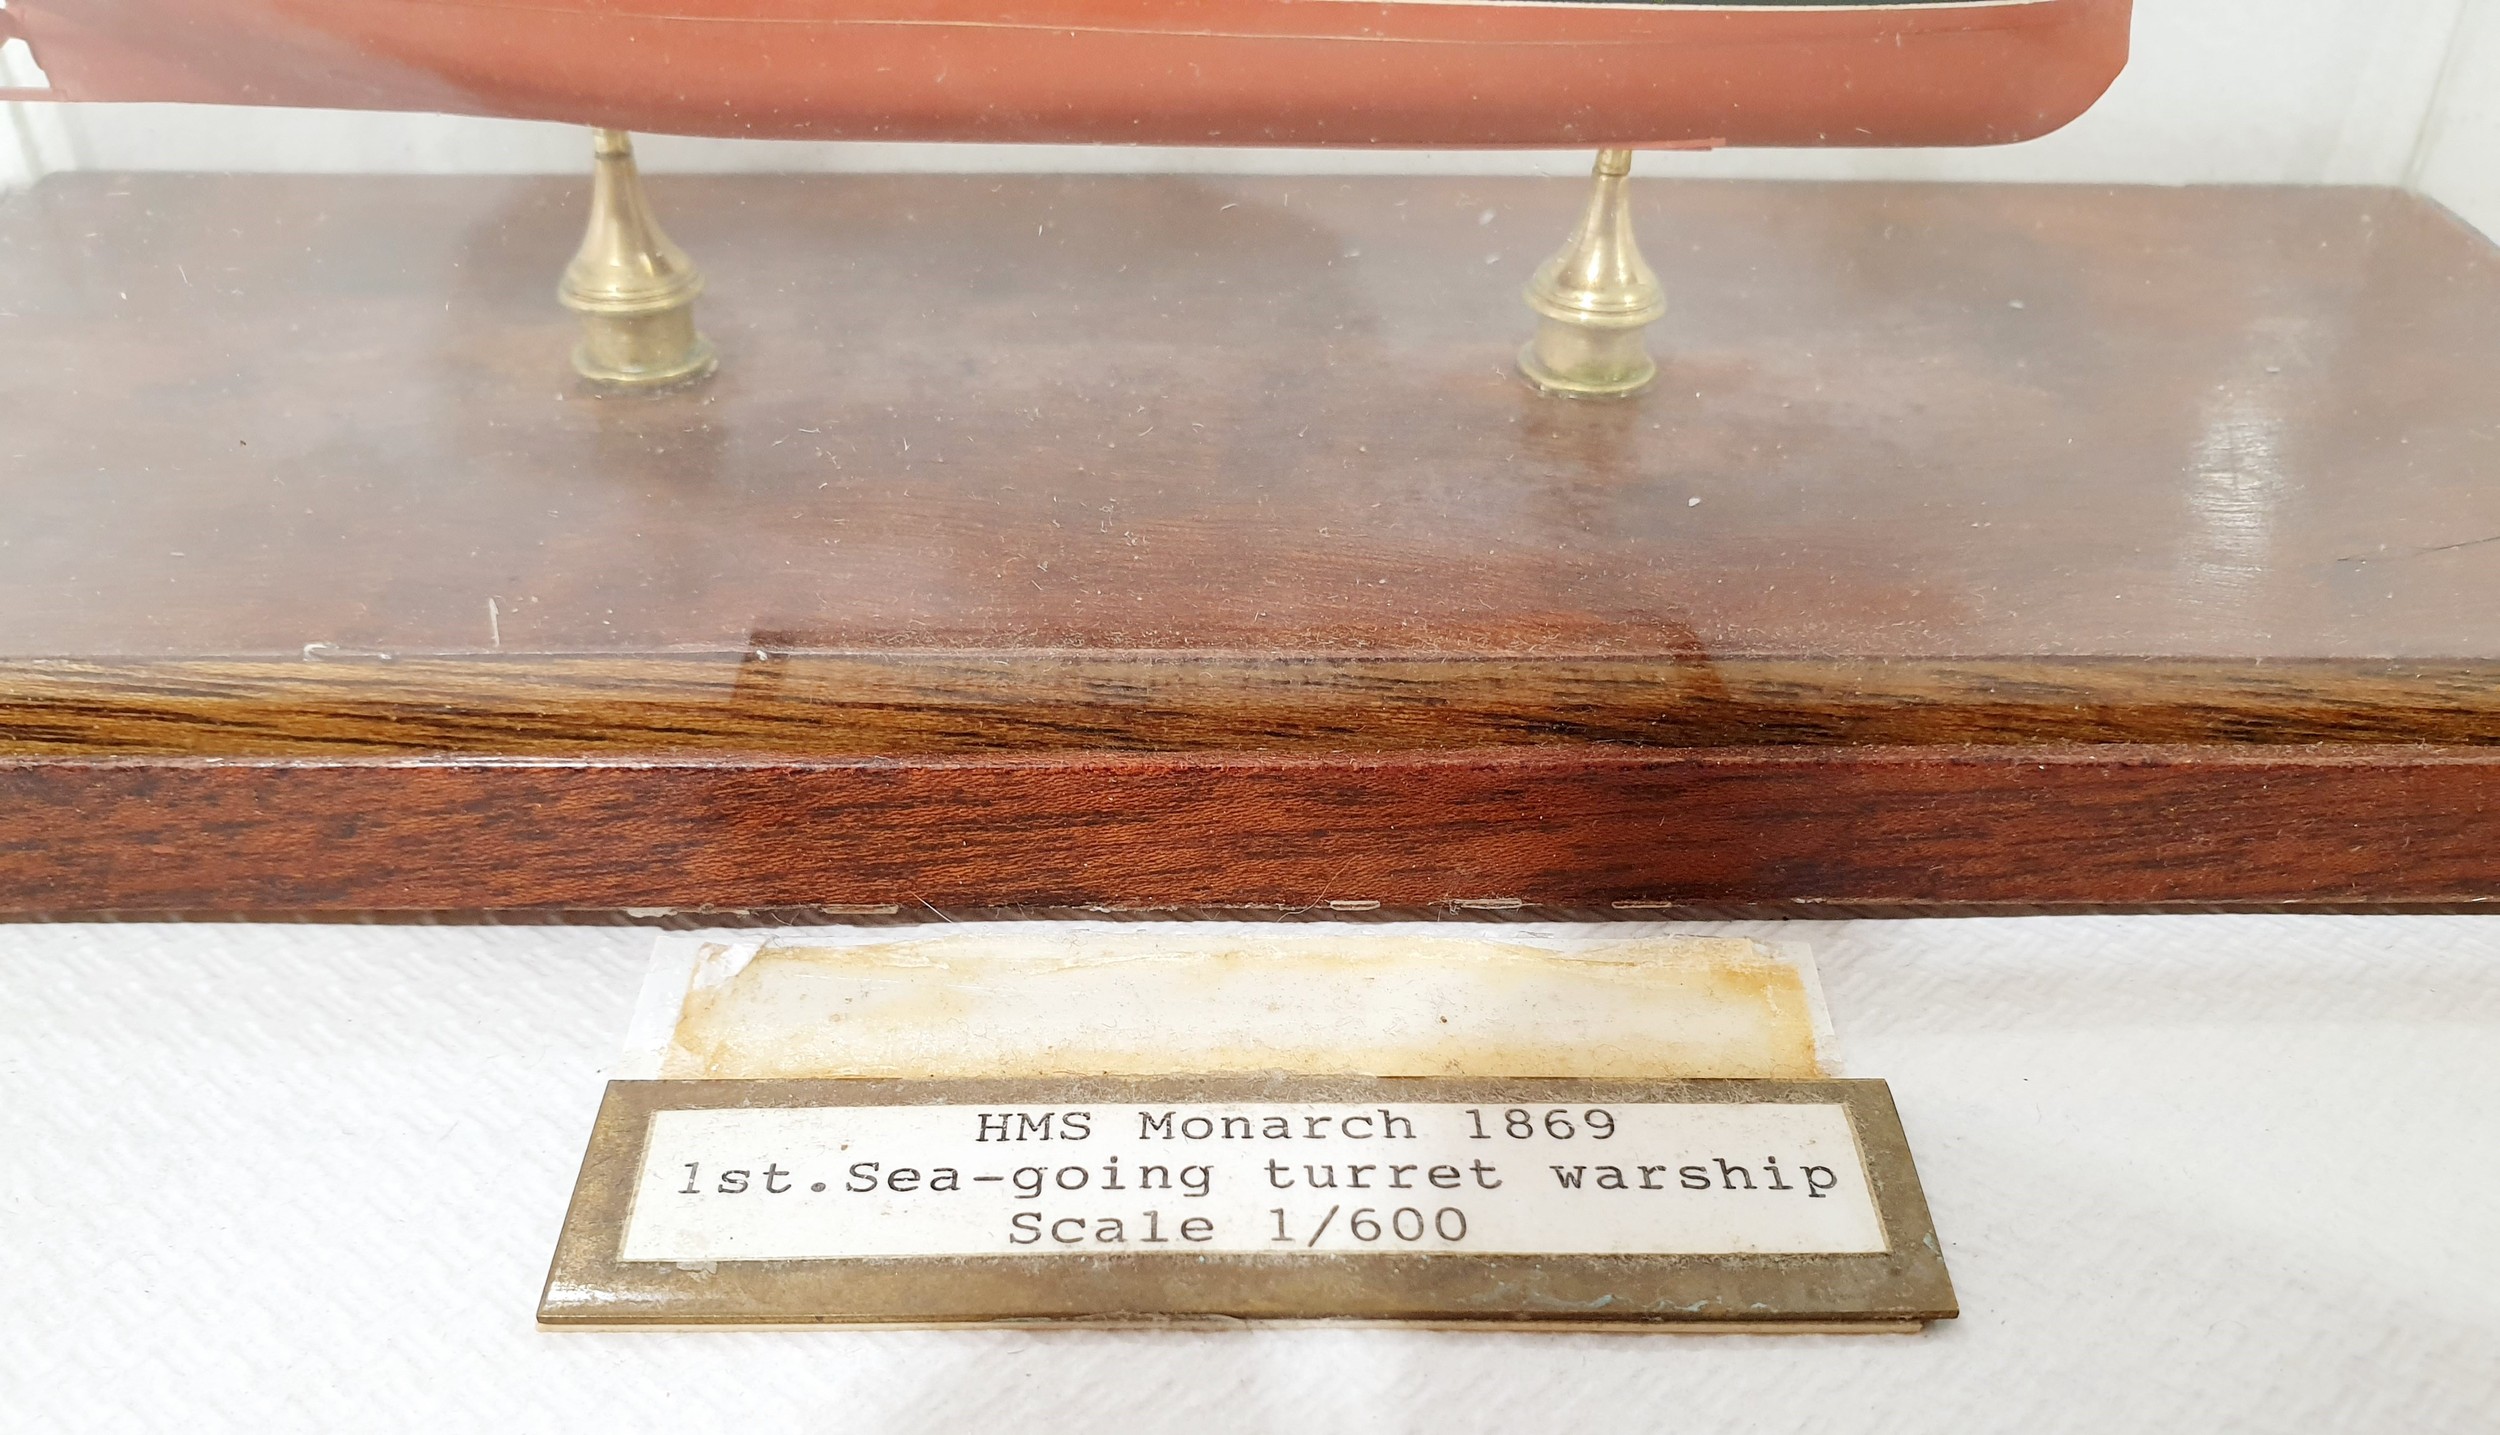 HMS Monarch 1869
1st.Sea-going turret warship
Scale 1/600